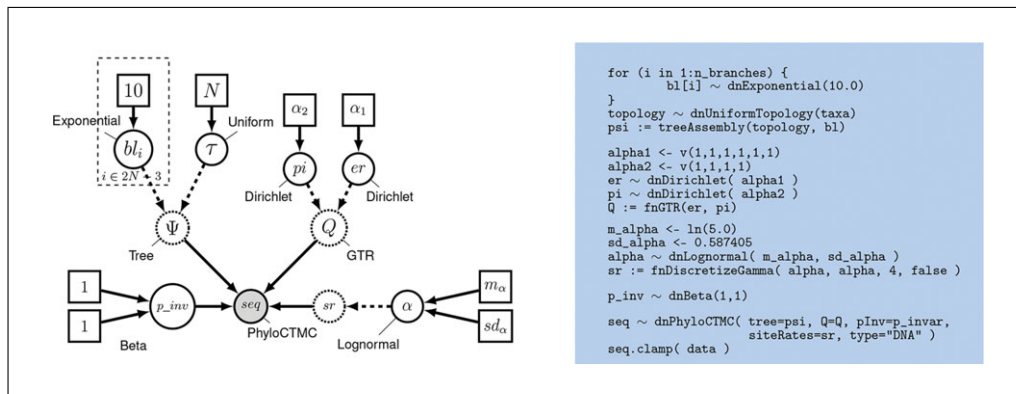 10
N
α2
α1
Exponential
Uniform
bl_i
τ
pi
er
i ∈ 2N - 3
Dirichlet
Dirichlet
Ψ
Q
Tree
GTR
1
m_α
p_inv
seq
sr
α
1
sd_α
Beta
PhyloCTMC
Lognormal
for (i in 1:n_branches) {
bl[i] ~ dnExponential(10.0)
}
topology ~ dnUniformTopology(taxa)
psi := treeAssembly(topology, bl)
alpha1 <- v(1,1,1,1,1,1)
alpha2 <- v(1,1,1,1)
er ~ dnDirichlet( alpha1 )
pi ~ dnDirichlet( alpha2 )
Q := fnGTR(er, pi)
m_alpha <- ln(5.0)
sd_alpha <- 0.587405
alpha ~ dnLognormal( m_alpha, sd_alpha )
sr := fnDiscretizeGamma( alpha, alpha, 4, false )
p_inv ~ dnBeta(1,1)
seq ~ dnPhyloCTMC( tree=psi, Q=Q, pInv=p_invar,
siteRates=sr, type="DNA" )
seq.clamp( data )